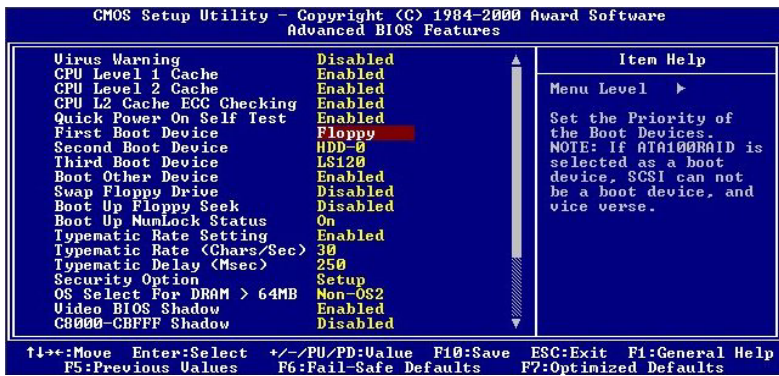 CMOS Setup Utility - Copyright (C) 1984-2000 Award Software
Advanced BIOS Features
Virus Warning Disabled
CPU Level 1 Cache Enabled
CPU Level 2 Cache Enabled
CPU L2 Cache ECC Checking Enabled
Quick Power On Self Test Enabled
First Boot Device Floppy
Second Boot Device HDD-0
Third Boot Device LS120
Boot Other Device Enabled
Swap Floppy Drive Disabled
Boot Up Floppy Seek Disabled
Boot Up NumLock Status On
Typematic Rate Setting Enabled
Typematic Rate (Chars/Sec) 30
Typematic Delay (Msec) 250
Security Option Setup
OS Select For DRAM > 64MB Non-OS2
Video BIOS Shadow Enabled
C8000-CBFFF Shadow Disabled
Item Help
Menu Level ▶
Set the Priority of
the Boot Devices.
NOTE: If ATA100RAID is
selected as a boot
device, SCSI can not
be a boot device, and
vice verse.
↑↓→←:Move Enter:Select +/-/PU/PD:Value F10:Save ESC:Exit F1:General Help
F5:Previous Values F6:Fail-Safe Defaults F7:Optimized Defaults